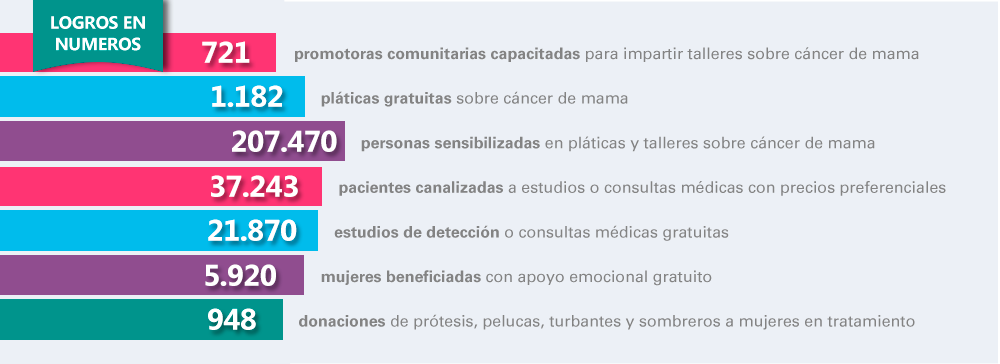 LOGROS EN
NUMEROS
721 promotoras comunitarias capacitadas para impartir talleres sobre cáncer de mama
1.182 pláticas gratuitas sobre cáncer de mama
207.470 personas sensibilizadas en pláticas y talleres sobre cáncer de mama
37.243 pacientes canalizadas a estudios o consultas médicas con precios preferenciales
21.870 estudios de detección o consultas médicas gratuitas
5.920 mujeres beneficiadas con apoyo emocional gratuito
948 donaciones de prótesis, pelucas, turbantes y sombreros a mujeres en tratamiento